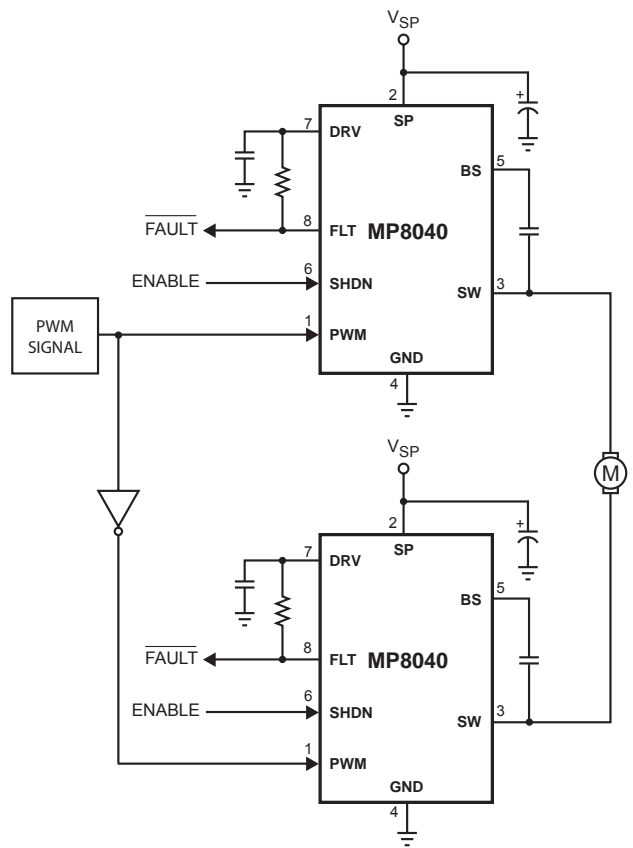 VSP
2
SP
7 DRV
BS 5
FAULT 8 FLT MP8040
ENABLE 6 SHDN
SW 3
PWM SIGNAL
1 PWM
GND
4
VSP
M
2
SP
7 DRV
BS 5
FAULT 8 FLT MP8040
ENABLE 6 SHDN
SW 3
1 PWM
GND
4